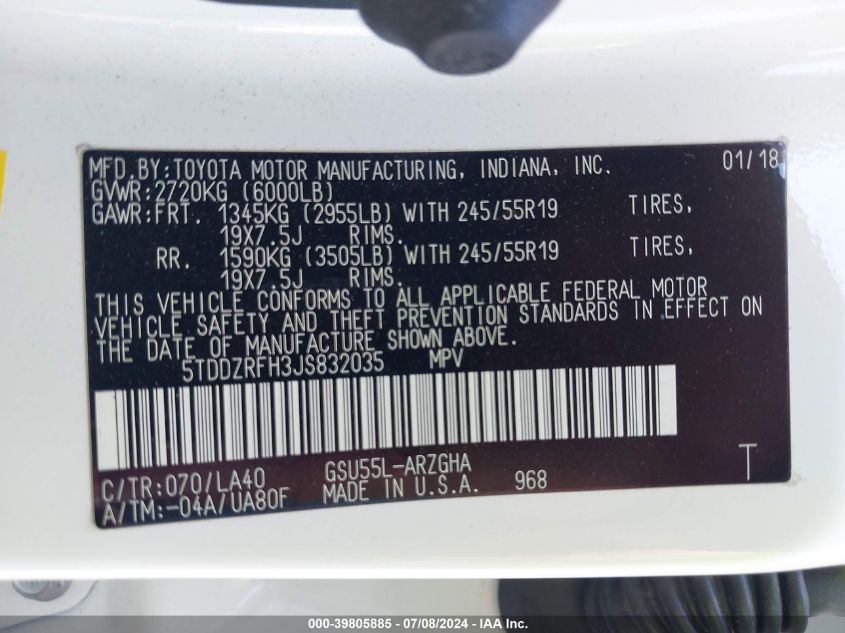 MFD.BY:TOYOTA MOTOR MANUFACTURING, INDIANA, INC. 01/18
GVWR:2720KG (6000LB)
GAWR:FRT. 1345KG (2955LB) WITH 245/55R19 TIRES,
19X7.5J RIMS.
RR. 1590KG (3505LB) WITH 245/55R19 TIRES,
19X7.5J RIMS.
THIS VEHICLE CONFORMS TO ALL APPLICABLE FEDERAL MOTOR
VEHICLE SAFETY AND THEFT PREVENTION STANDARDS IN EFFECT ON
THE DATE OF MANUFACTURE SHOWN ABOVE.
5TDDZRFH3JS832035 MPV
C/TR:070/LA40 GSU55L-ARZGHA T
A/TM:-04A/UA80F MADE IN U.S.A. 968
000-39805885 - 07/08/2024 - IAA Inc.